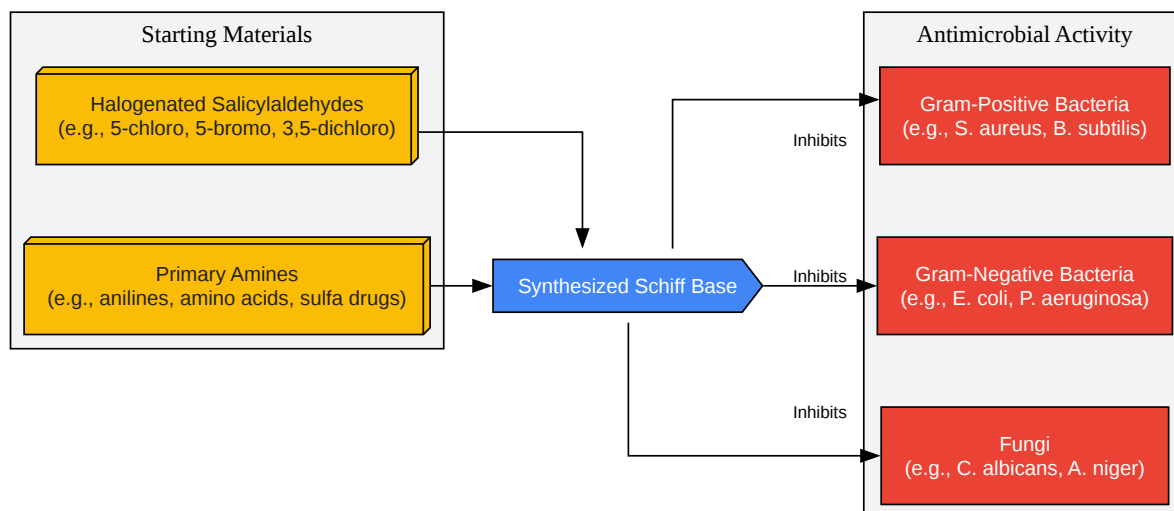 Starting Materials
Halogenated Salicylaldehydes
(e.g., 5-chloro, 5-bromo, 3,5-dichloro)
Primary Amines
(e.g., anilines, amino acids, sulfa drugs)
Synthesized Schiff Base
Inhibits
Inhibits
Inhibits
Antimicrobial Activity
Gram-Positive Bacteria
(e.g., S. aureus, B. subtilis)
Gram-Negative Bacteria
(e.g., E. coli, P. aeruginosa)
Fungi
(e.g., C. albicans, A. niger)